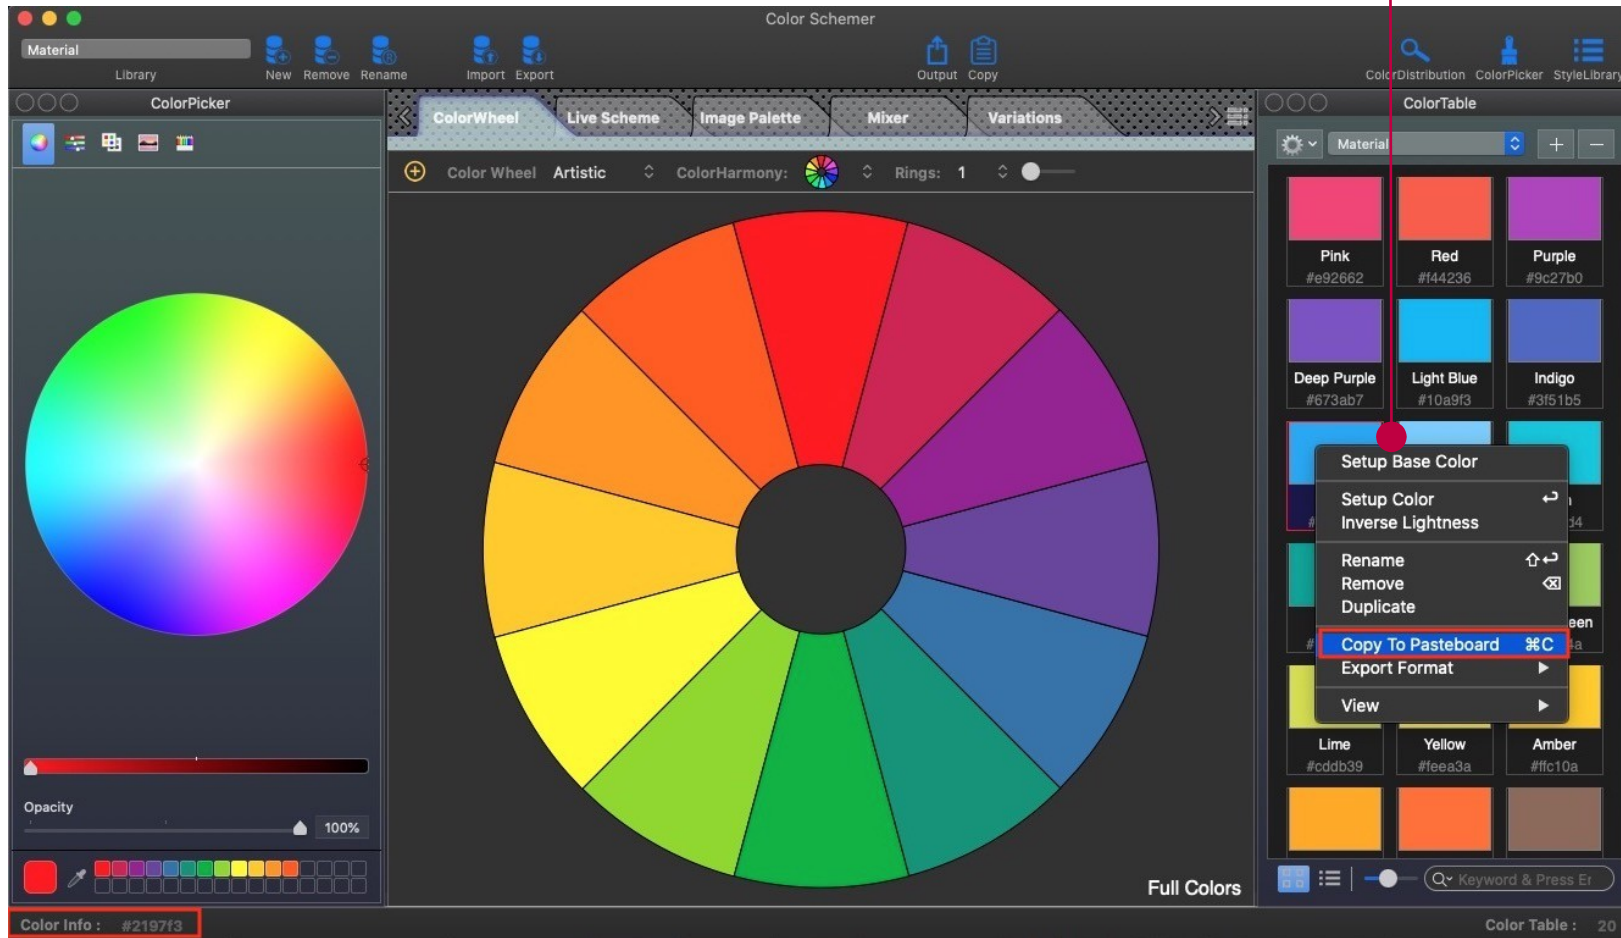 Color Schemer
Material
Library
New Remove Rename
Import Export
Output Copy
ColorDistribution ColorPicker StyleLibrary
ColorPicker
ColorWheel
Live Scheme
Image Palette
Mixer
Variations
ColorTable
Material
Color Wheel Artistic
ColorHarmony:
Rings: 1
Pink
#e92662
Red
#f44236
Purple
#9c27b0
Deep Purple
#673ab7
Light Blue
#10a9f3
Indigo
#3f51b5
Setup Base Color
Setup Color
Inverse Lightness
Rename
Remove
Duplicate
Copy To Pasteboard ⌘C
Export Format
View
Lime
#cddb39
Yellow
#feea3a
Amber
#ffc10a
Opacity
100%
Full Colors
Keyword & Press Er
Color Info : #2197f3
Color Table : 20